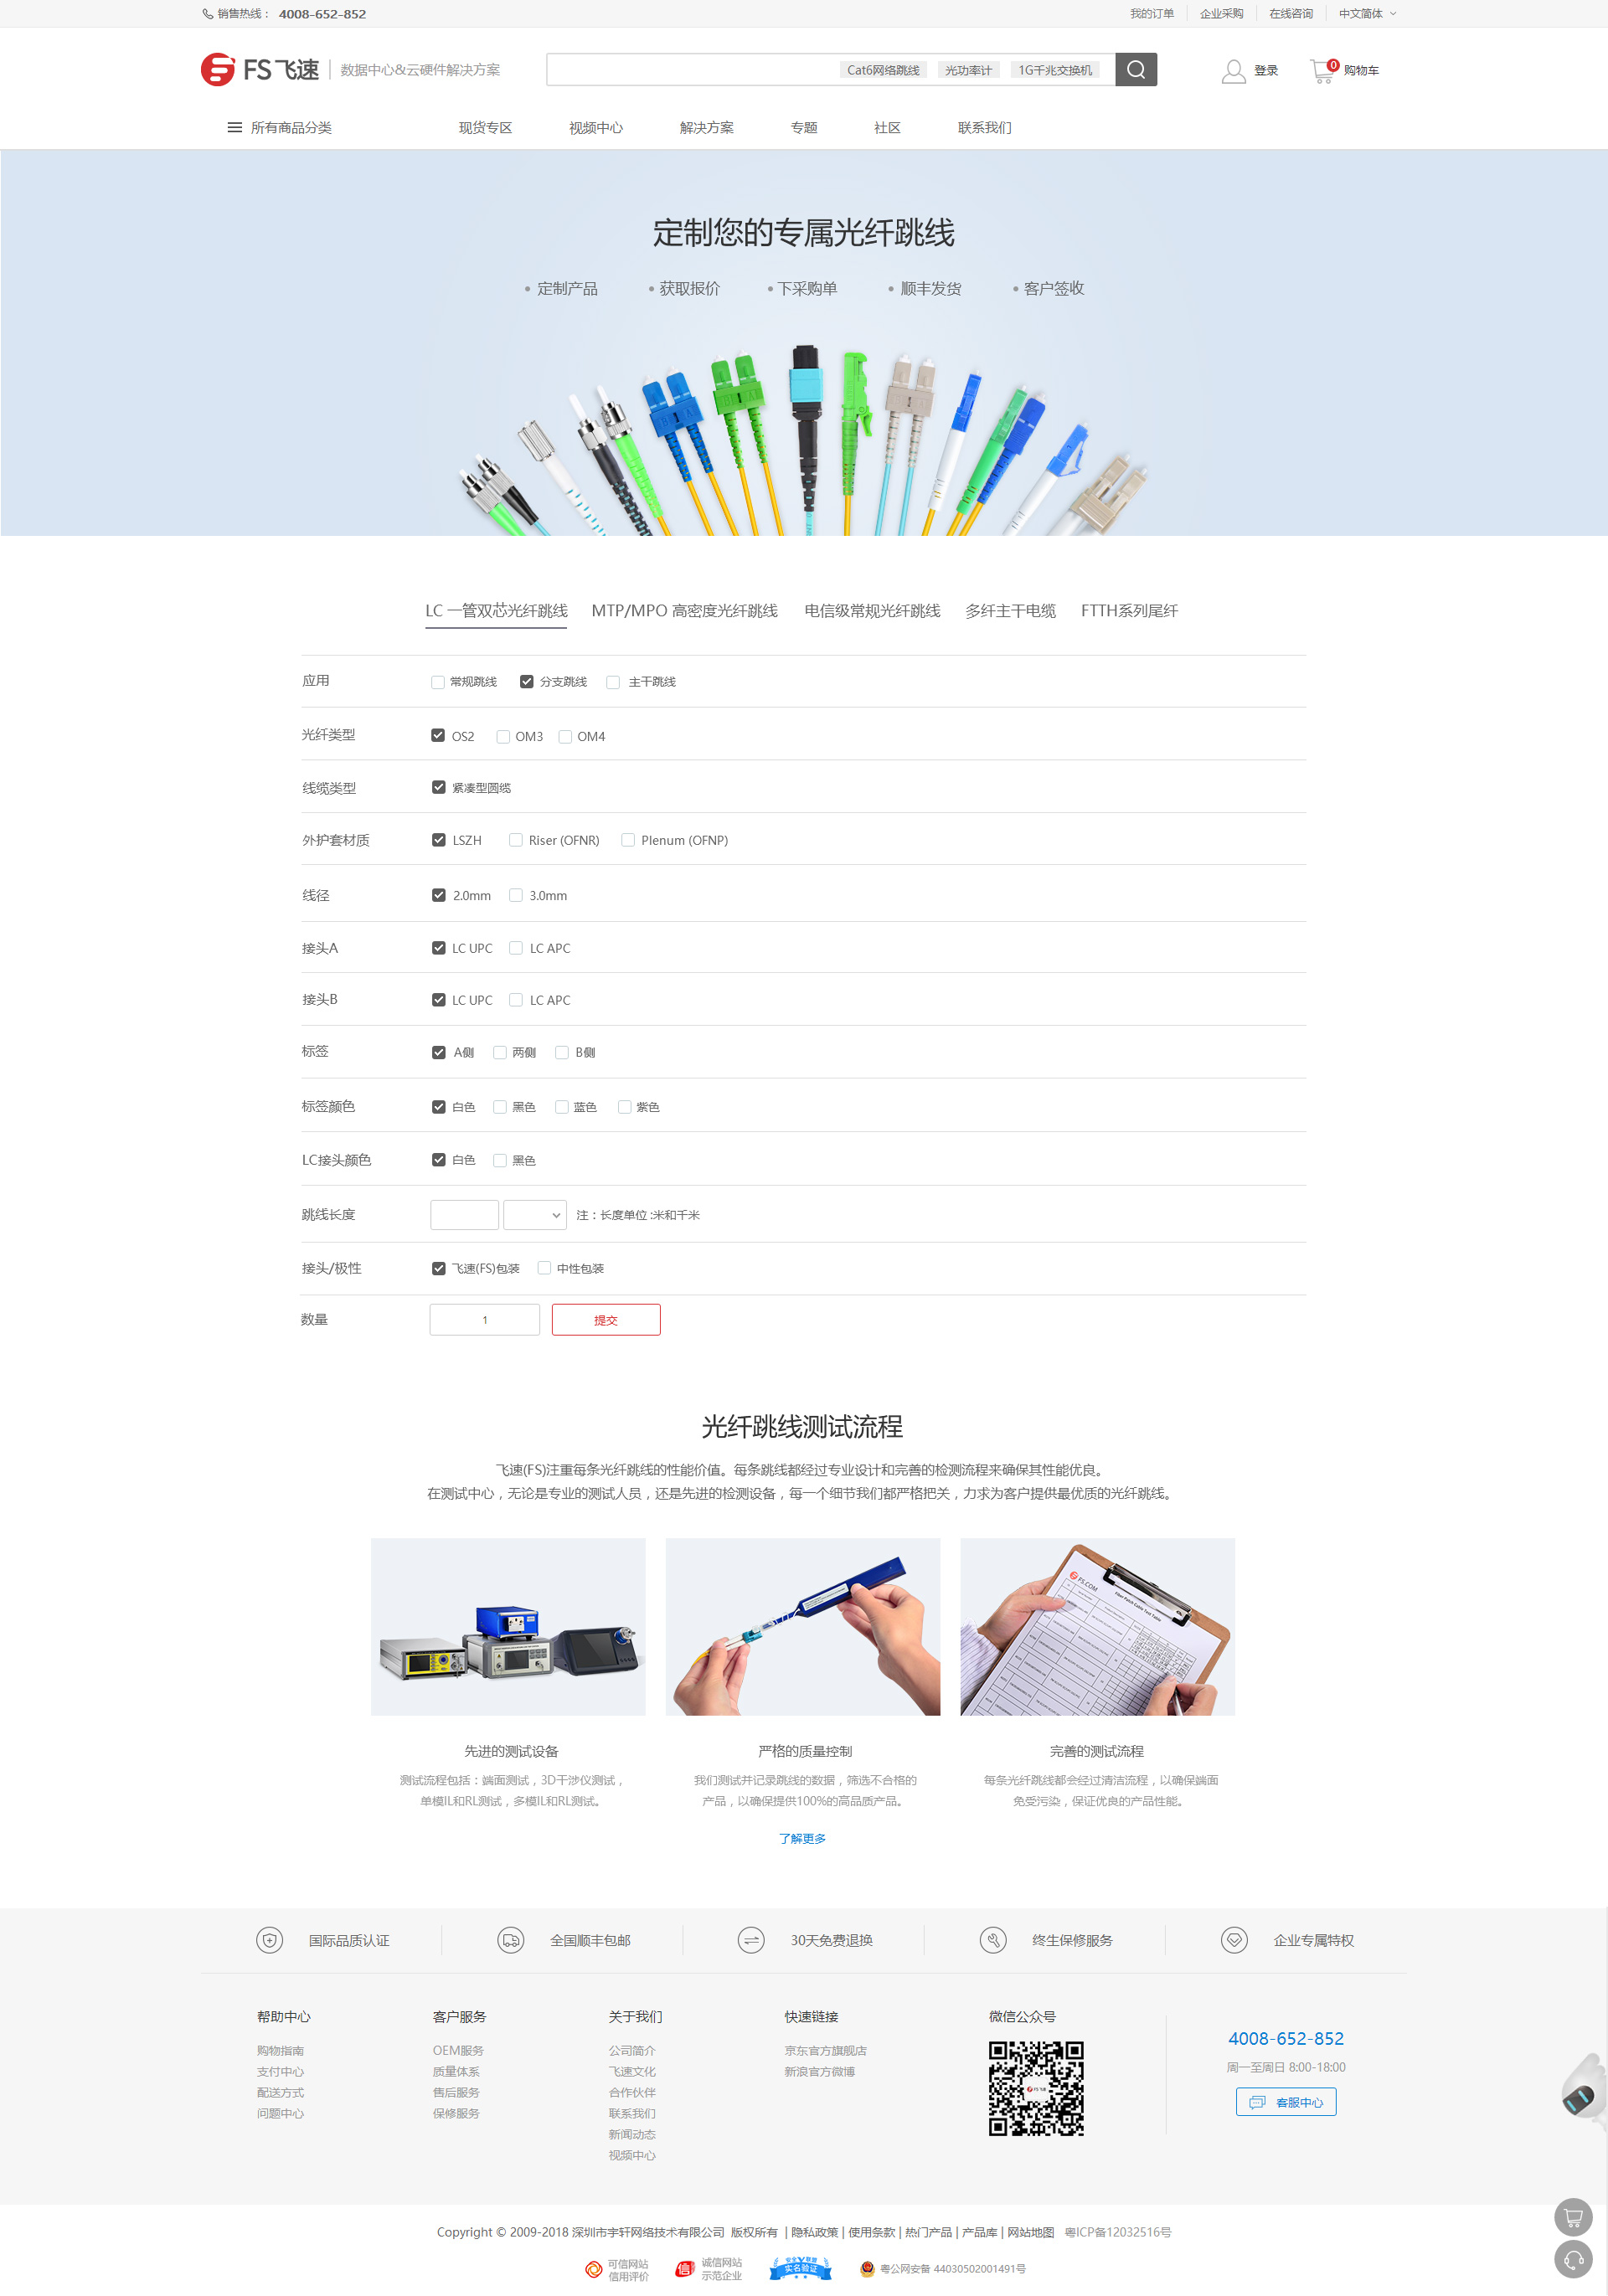 销售热线： 4008-652-852
我的订单 企业采购 在线咨询 中文简体
FS 飞速 数据中心&云硬件解决方案
Cat6网络跳线 光功率计 1G千兆交换机
登录 0 购物车
所有商品分类 现货专区 视频中心 解决方案 专题 社区 联系我们
定制您的专属光纤跳线
• 定制产品 • 获取报价 • 下采购单 • 顺丰发货 • 客户签收
LC 一管双芯光纤跳线 MTP/MPO 高密度光纤跳线 电信级常规光纤跳线 多纤主干电缆 FTTH系列尾纤
应用 常规跳线 分支跳线 主干跳线
光纤类型 OS2 OM3 OM4
线缆类型 紧凑型圆缆
外护套材质 LSZH Riser (OFNR) Plenum (OFNP)
线径 2.0mm 3.0mm
接头A LC UPC LC APC
接头B LC UPC LC APC
标签 A侧 两侧 B侧
标签颜色 白色 黑色 蓝色 紫色
LC接头颜色 白色 黑色
跳线长度 注：长度单位 :米和千米
接头/极性 飞速(FS)包装 中性包装
数量 1 提交
光纤跳线测试流程
飞速(FS)注重每条光纤跳线的性能价值。每条跳线都经过专业设计和完善的检测流程来确保其性能优良。
在测试中心，无论是专业的测试人员，还是先进的检测设备，每一个细节我们都严格把关，力求为客户提供最优质的光纤跳线。
FS.COM
Fiber Patch Cable Test Table
先进的测试设备
测试流程包括：端面测试，3D干涉仪测试，
单模IL和RL测试，多模IL和RL测试。
严格的质量控制
我们测试并记录跳线的数据，筛选不合格的
产品，以确保提供100%的高品质产品。
完善的测试流程
每条光纤跳线都会经过清洁流程，以确保端面
免受污染，保证优良的产品性能。
了解更多
国际品质认证 全国顺丰包邮 30天免费退换 终生保修服务 企业专属特权
帮助中心
购物指南
支付中心
配送方式
问题中心
客户服务
OEM服务
质量体系
售后服务
保修服务
关于我们
公司简介
飞速文化
合作伙伴
联系我们
新闻动态
视频中心
快速链接
京东官方旗舰店
新浪官方微博
微信公众号
FS 飞速
4008-652-852
周一至周日 8:00-18:00
客服中心
Copyright © 2009-2018 深圳市宇轩网络技术有限公司 版权所有 | 隐私政策 | 使用条款 | 热门产品 | 产品库 | 网站地图 粤ICP备12032516号
可信网站
信用评价
信
诚信网站
示范企业
安全联盟
实名验证
粤公网安备 44030502001491号